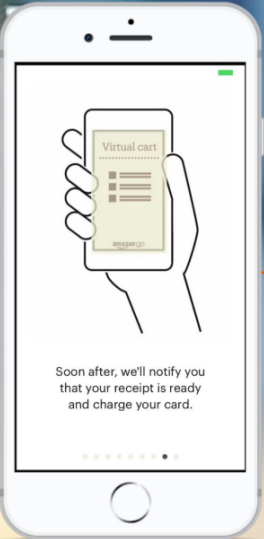 Virtual cart
amazon go
Soon after, we'll notify you
that your receipt is ready
and charge your card.